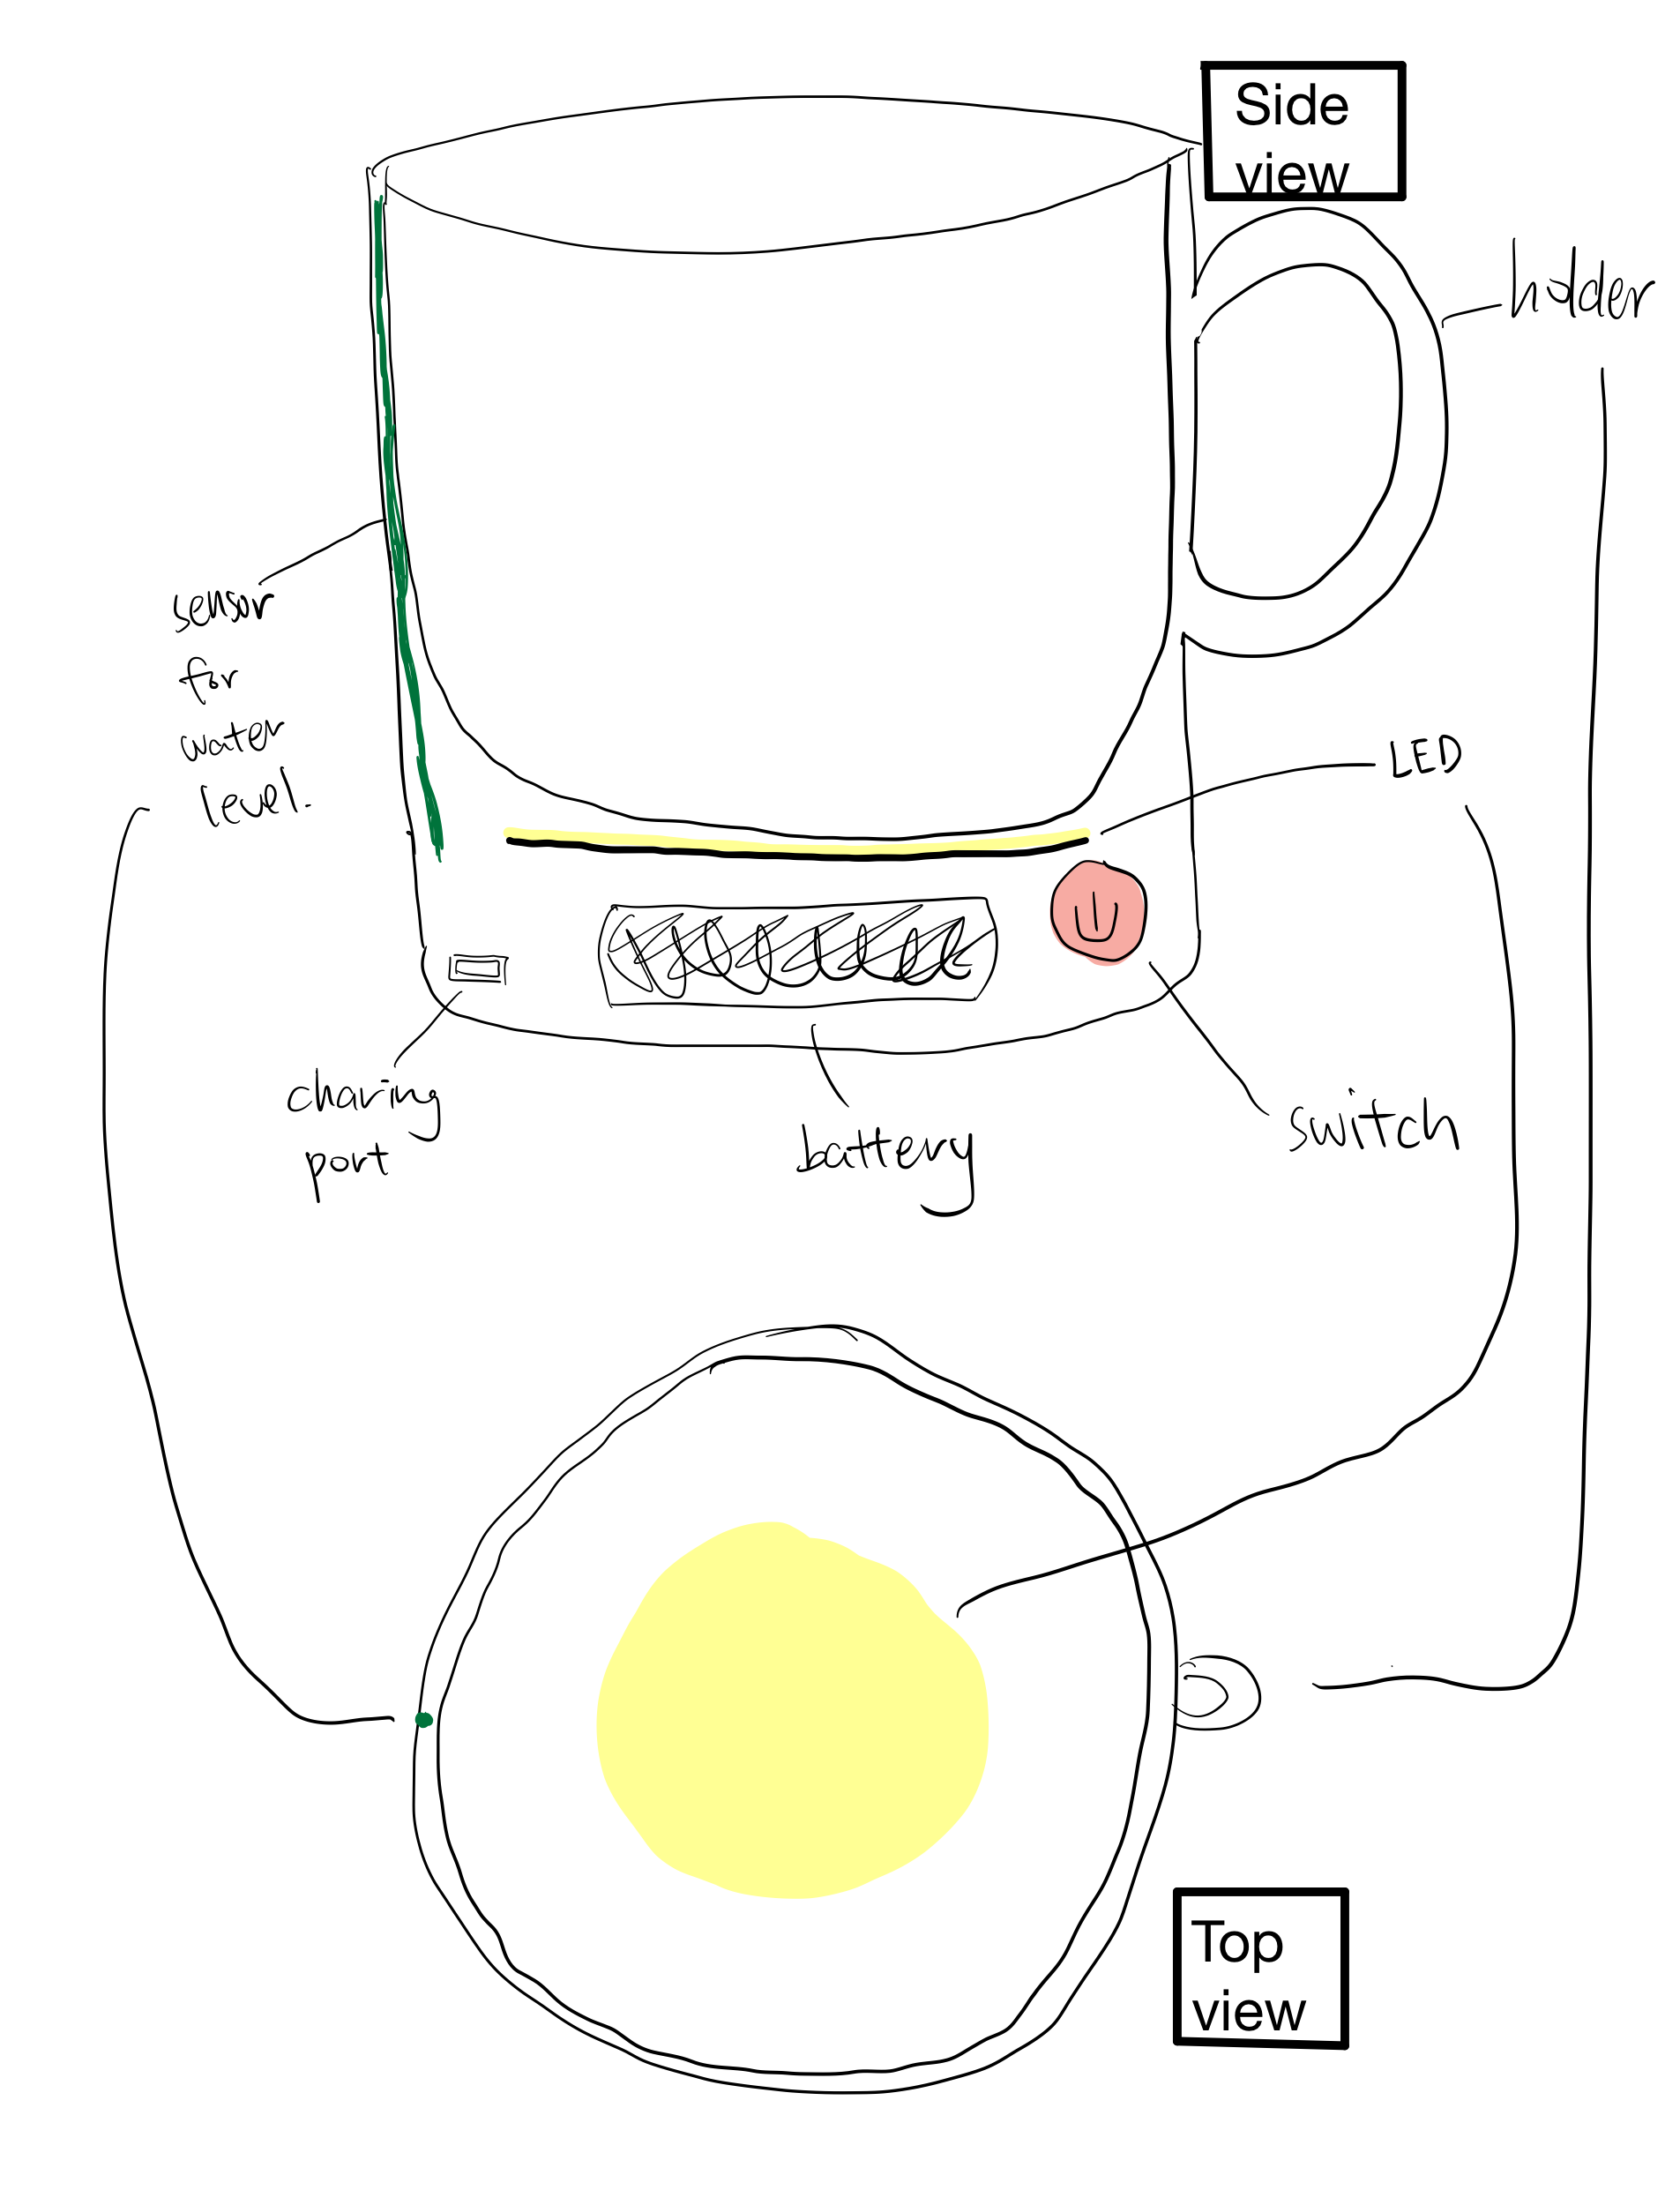 Side
view
holder
sensor
for
water
level.
LED
charing
port
battery
switch
Top
view